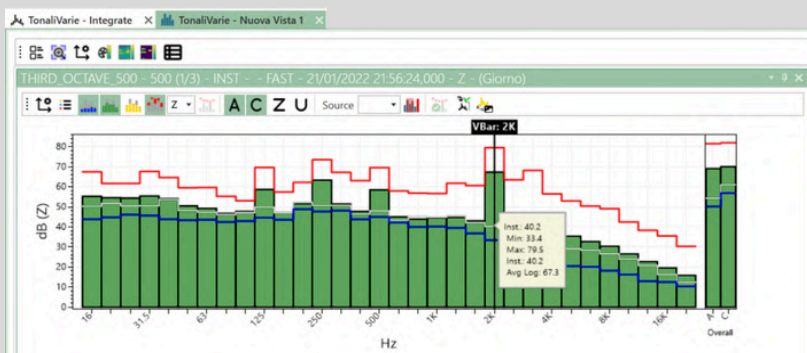 TonaliVarie - Integrate
TonaliVarie - Nuova Vista 1
THIRD_OCTAVE_500 - 500 (1/3) - INST - - FAST - 21/01/2022 21:56:24,000 - Z - (Giorno)
Z
A C Z U Source
VBar: 2K
80
70
60
50
40
30
20
10
0
dB (Z)
Inst.: 40.2
Min: 33.4
Max: 79.5
Inst.: 40.2
Avg Log: 67.3
16 31.5 63 125 250 500 1K 2K 4K 8K 16K A C
Overall
Hz